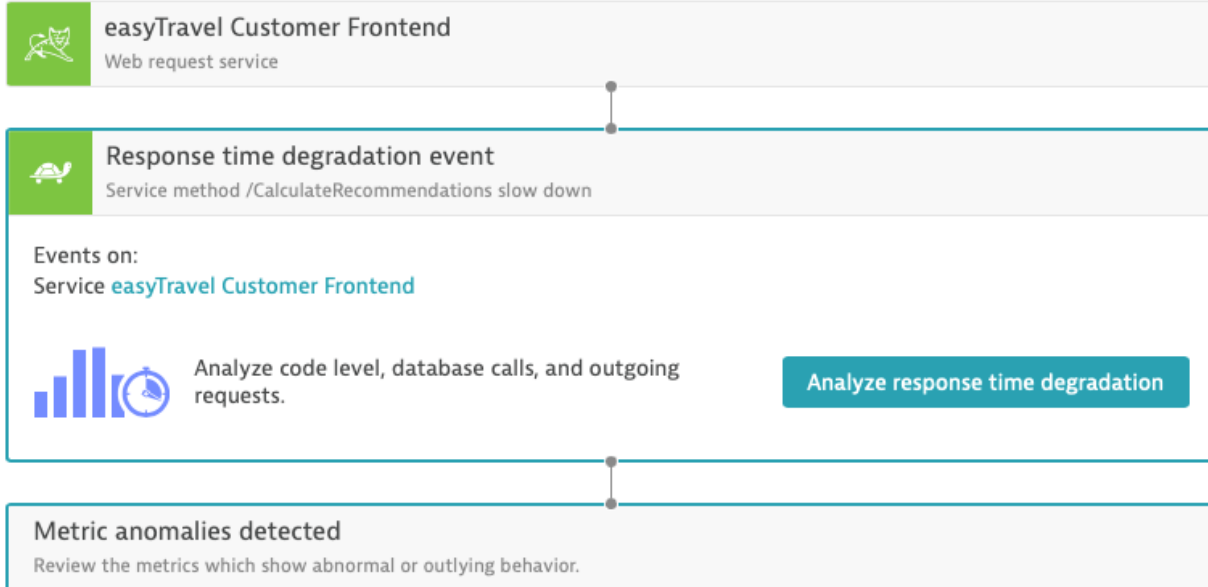 easyTravel Customer Frontend
Web request service
Response time degradation event
Service method /CalculateRecommendations slow down
Events on:
Service easyTravel Customer Frontend
Analyze code level, database calls, and outgoing
requests.
Analyze response time degradation
Metric anomalies detected
Review the metrics which show abnormal or outlying behavior.